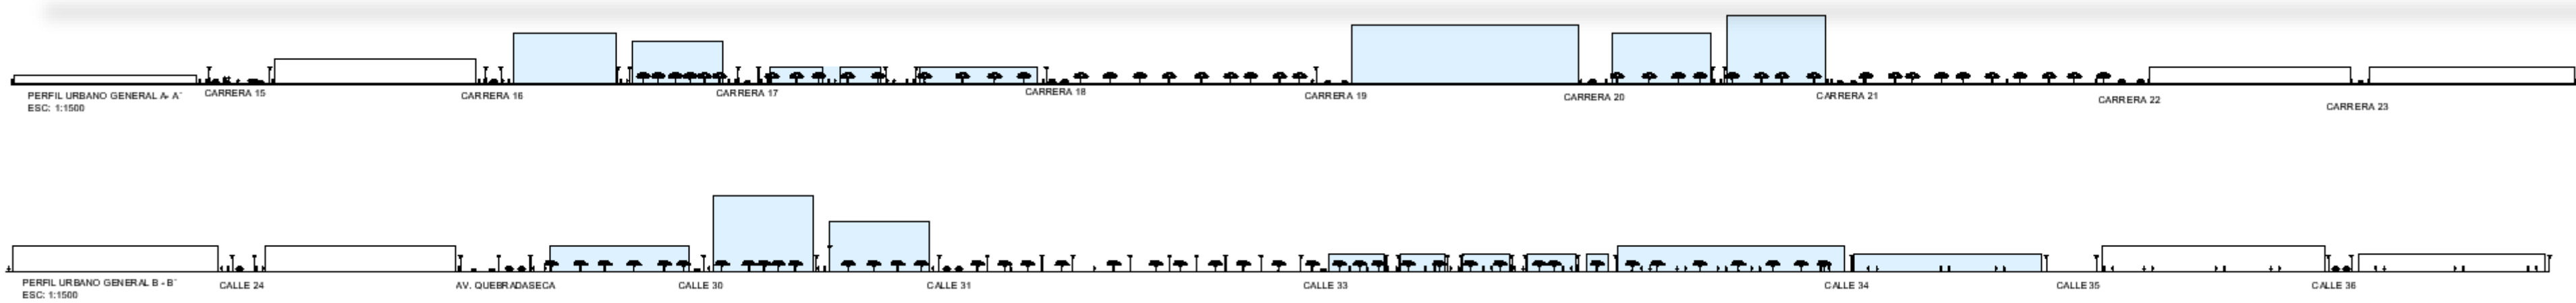 PERFIL URBANO GENERAL A- A´
ESC: 1:1500
CARRERA 15
CARRERA 16
CARRERA 17
CARRERA 18
CARRERA 19
CARRERA 20
CARRERA 21
CARRERA 22
CARRERA 23
PERFIL URBANO GENERAL B - B´
ESC: 1:1500
CALLE 24
AV. QUEBRADASECA
CALLE 30
CALLE 31
CALLE 33
CALLE 34
CALLE35
CALLE 36